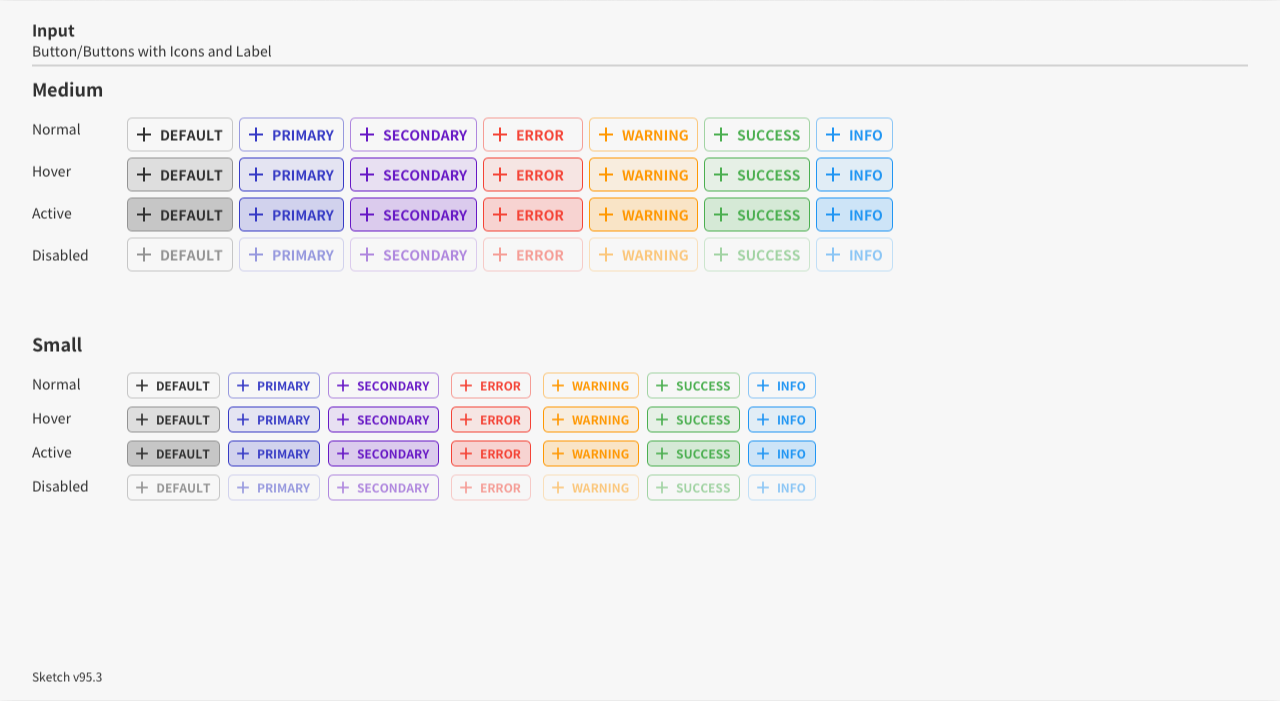 Input
Button/Buttons with Icons and Label
Medium
Normal DEFAULT PRIMARY SECONDARY ERROR WARNING SUCCESS INFO
Hover DEFAULT PRIMARY SECONDARY ERROR WARNING SUCCESS INFO
Active DEFAULT PRIMARY SECONDARY ERROR WARNING SUCCESS INFO
Disabled DEFAULT PRIMARY SECONDARY ERROR WARNING SUCCESS INFO
Small
Normal DEFAULT PRIMARY SECONDARY ERROR WARNING SUCCESS INFO
Hover DEFAULT PRIMARY SECONDARY ERROR WARNING SUCCESS INFO
Active DEFAULT PRIMARY SECONDARY ERROR WARNING SUCCESS INFO
Disabled DEFAULT PRIMARY SECONDARY ERROR WARNING SUCCESS INFO
Sketch v95.3